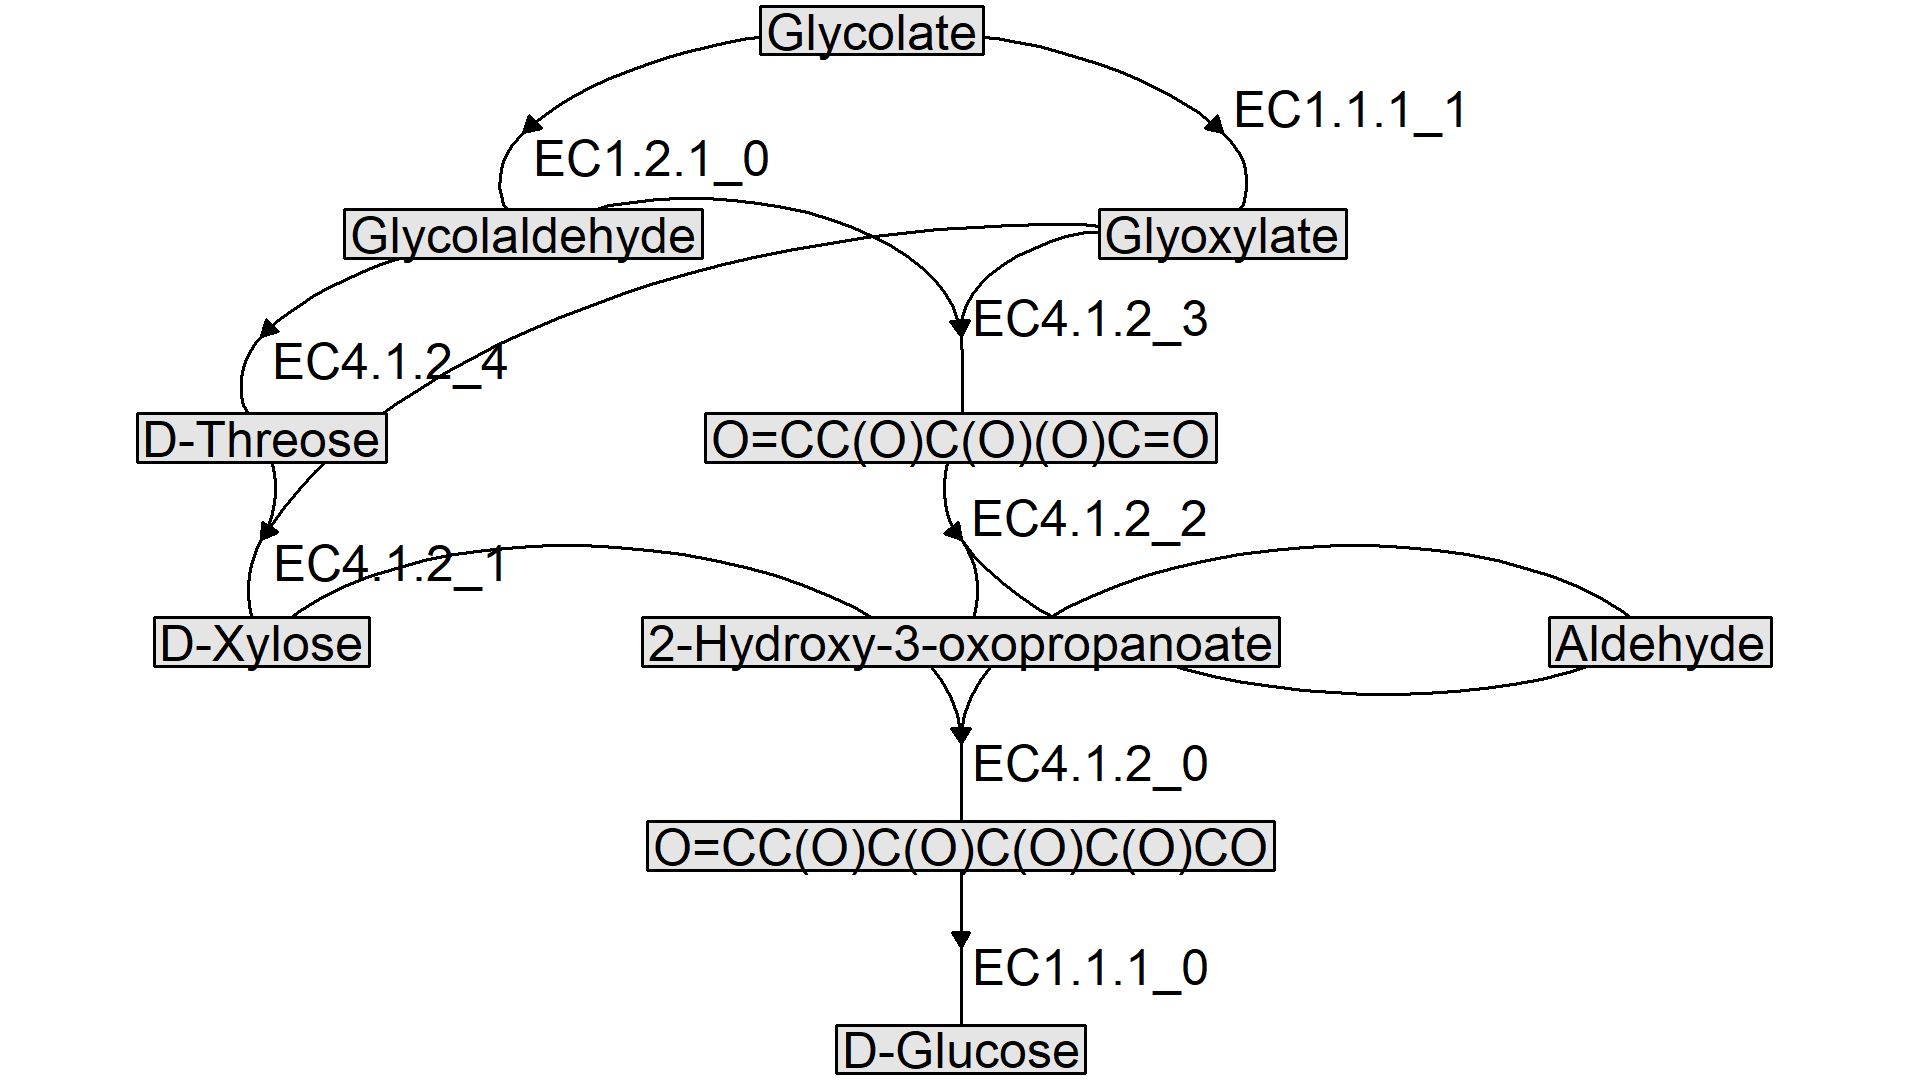 Glycolate
EC1.1.1_1
EC1.2.1_0
Glycolaldehyde
Glyoxylate
EC4.1.2_3
EC4.1.2_4
D-Threose
O=CC(O)C(O)(O)C=O
EC4.1.2_2
EC4.1.2_1
D-Xylose
2-Hydroxy-3-oxopropanoate
Aldehyde
EC4.1.2_0
O=CC(O)C(O)C(O)C(O)CO
EC1.1.1_0
D-Glucose